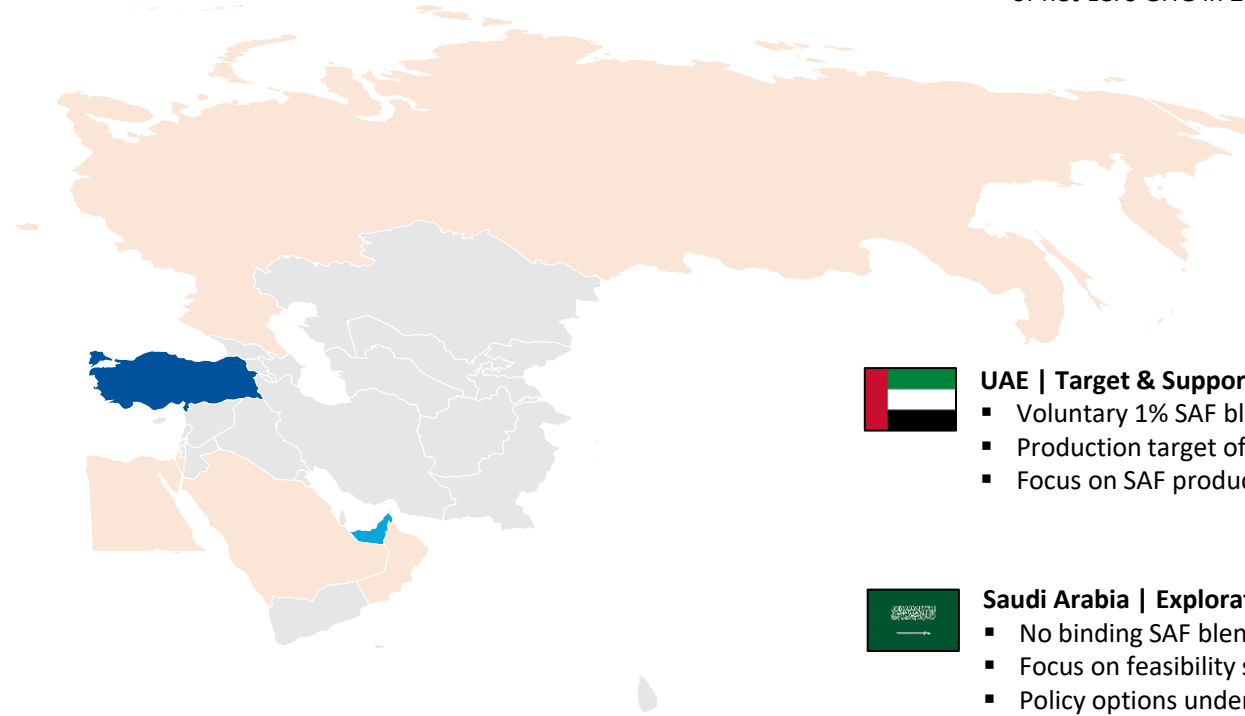 UAE | Target & Suppor
▪ Voluntary 1% SAF bl
▪ Production target of
▪ Focus on SAF produc
Saudi Arabia | Explorat
▪ No binding SAF blen
▪ Focus on feasibility s
▪ Policy options under